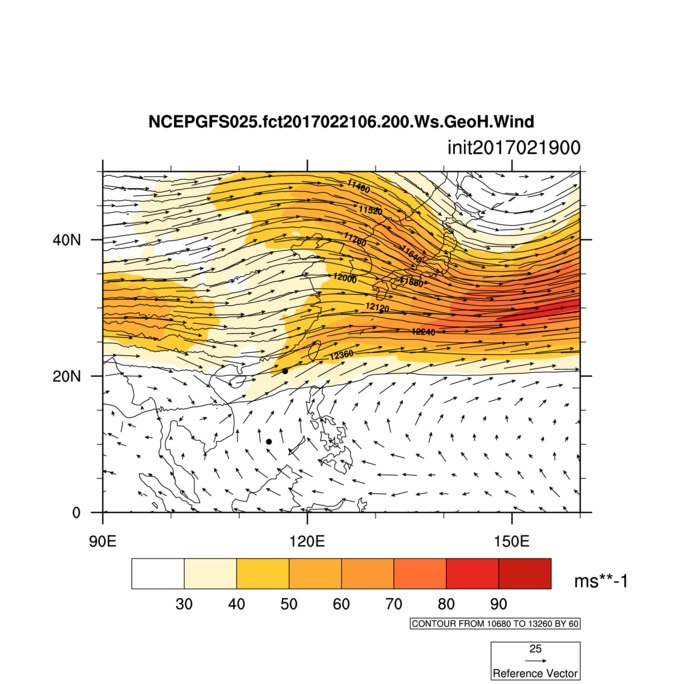 NCEPGFS025.fct2017022106.200.Ws.GeoH.Wind
init2017021900
11400
11520
11760
11640
12000
11880
12120
12240
12360
40N
20N
0
90E 120E 150E
ms**-1
30 40 50 60 70 80 90
CONTOUR FROM 10680 TO 13260 BY 60
25
Reference Vector